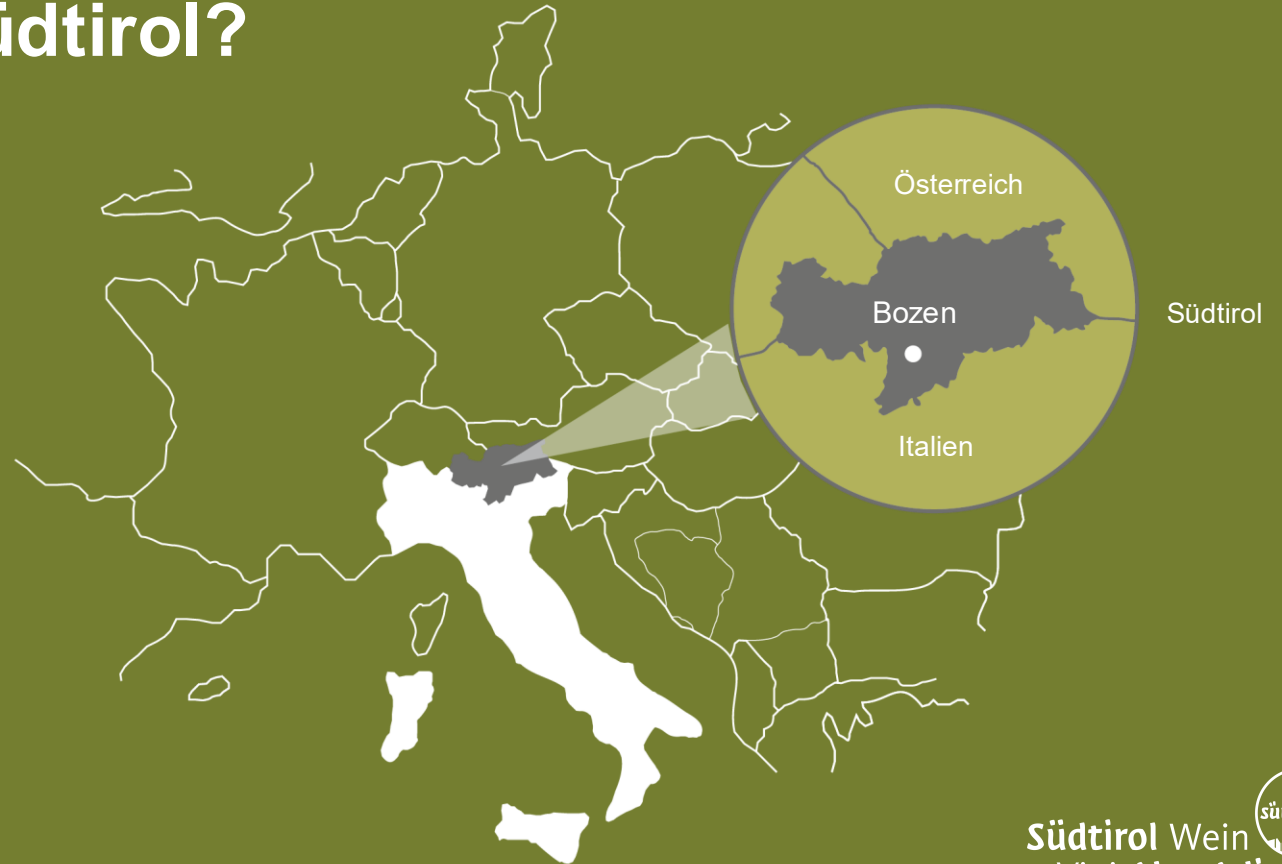 üdtirol?
Österreich
Bozen
Südtirol
Italien
Südtirol Wein